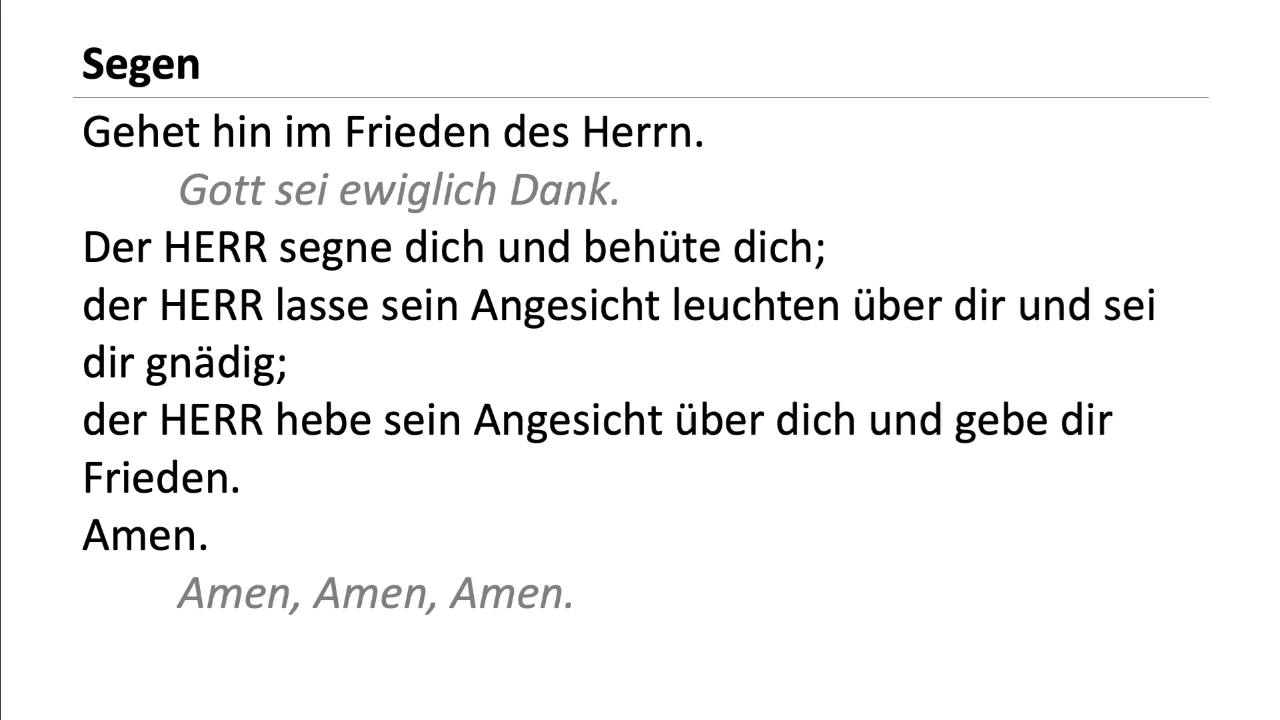 Segen
Gehet hin im Frieden des Herrn.
Gott sei ewiglich Dank.
Der HERR segne dich und behüte dich;
der HERR lasse sein Angesicht leuchten über dir und sei
dir gnädig;
der HERR hebe sein Angesicht über dich und gebe dir
Frieden.
Amen.
Amen, Amen, Amen.